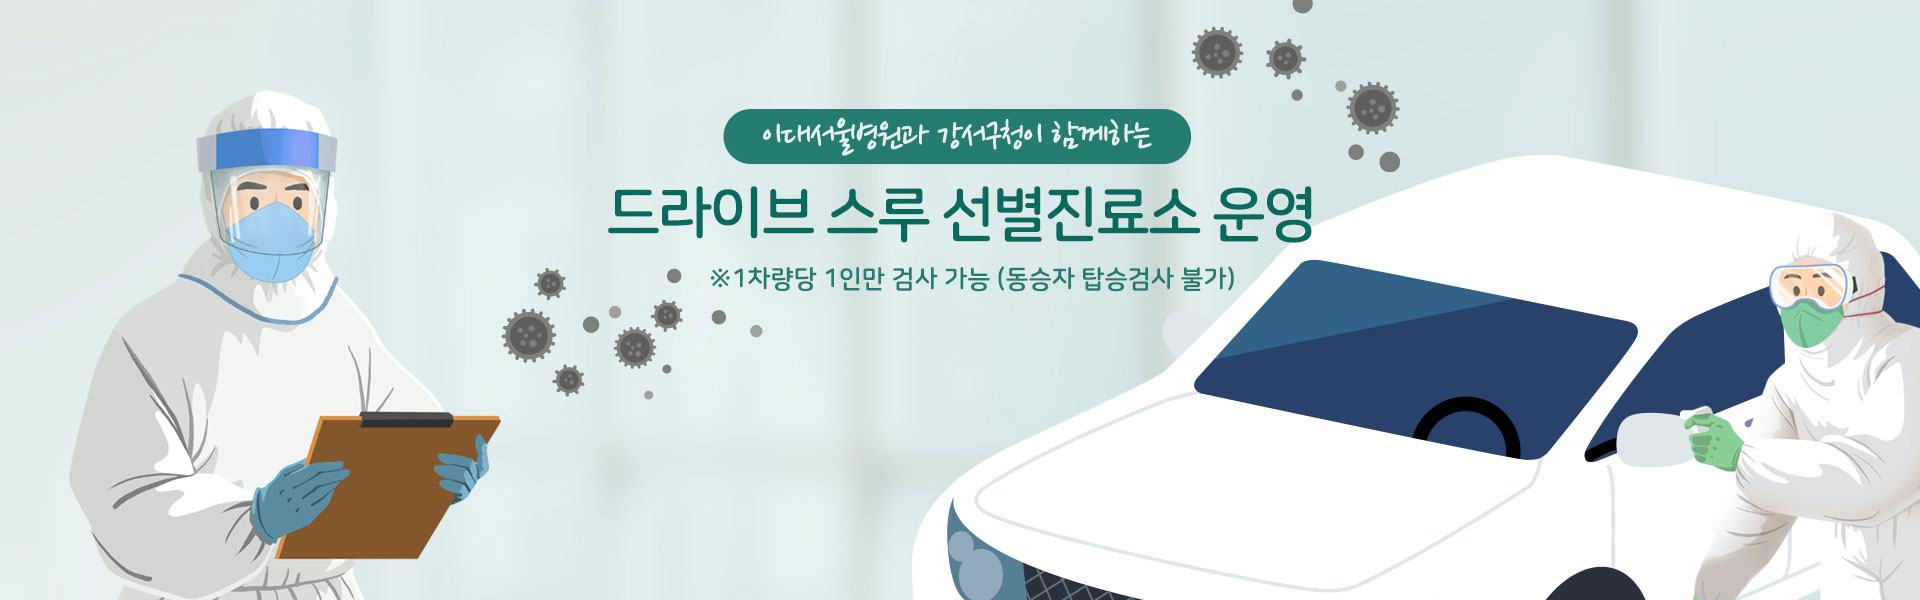 이대서울병원과 강서구청이 함께하는
드라이브 스루 선별진료소 운영
※1차량당 1인만 검사 가능 (동승자 탑승검사 불가)